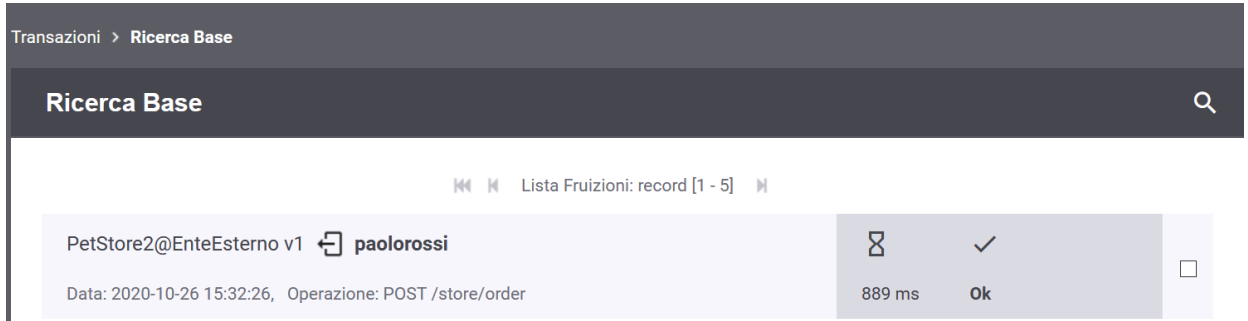 Transazioni > Ricerca Base
Ricerca Base
Lista Fruizioni: record [1 - 5]
PetStore2@EnteEsterno v1 paolorossi
Data: 2020-10-26 15:32:26, Operazione: POST /store/order
889 ms Ok